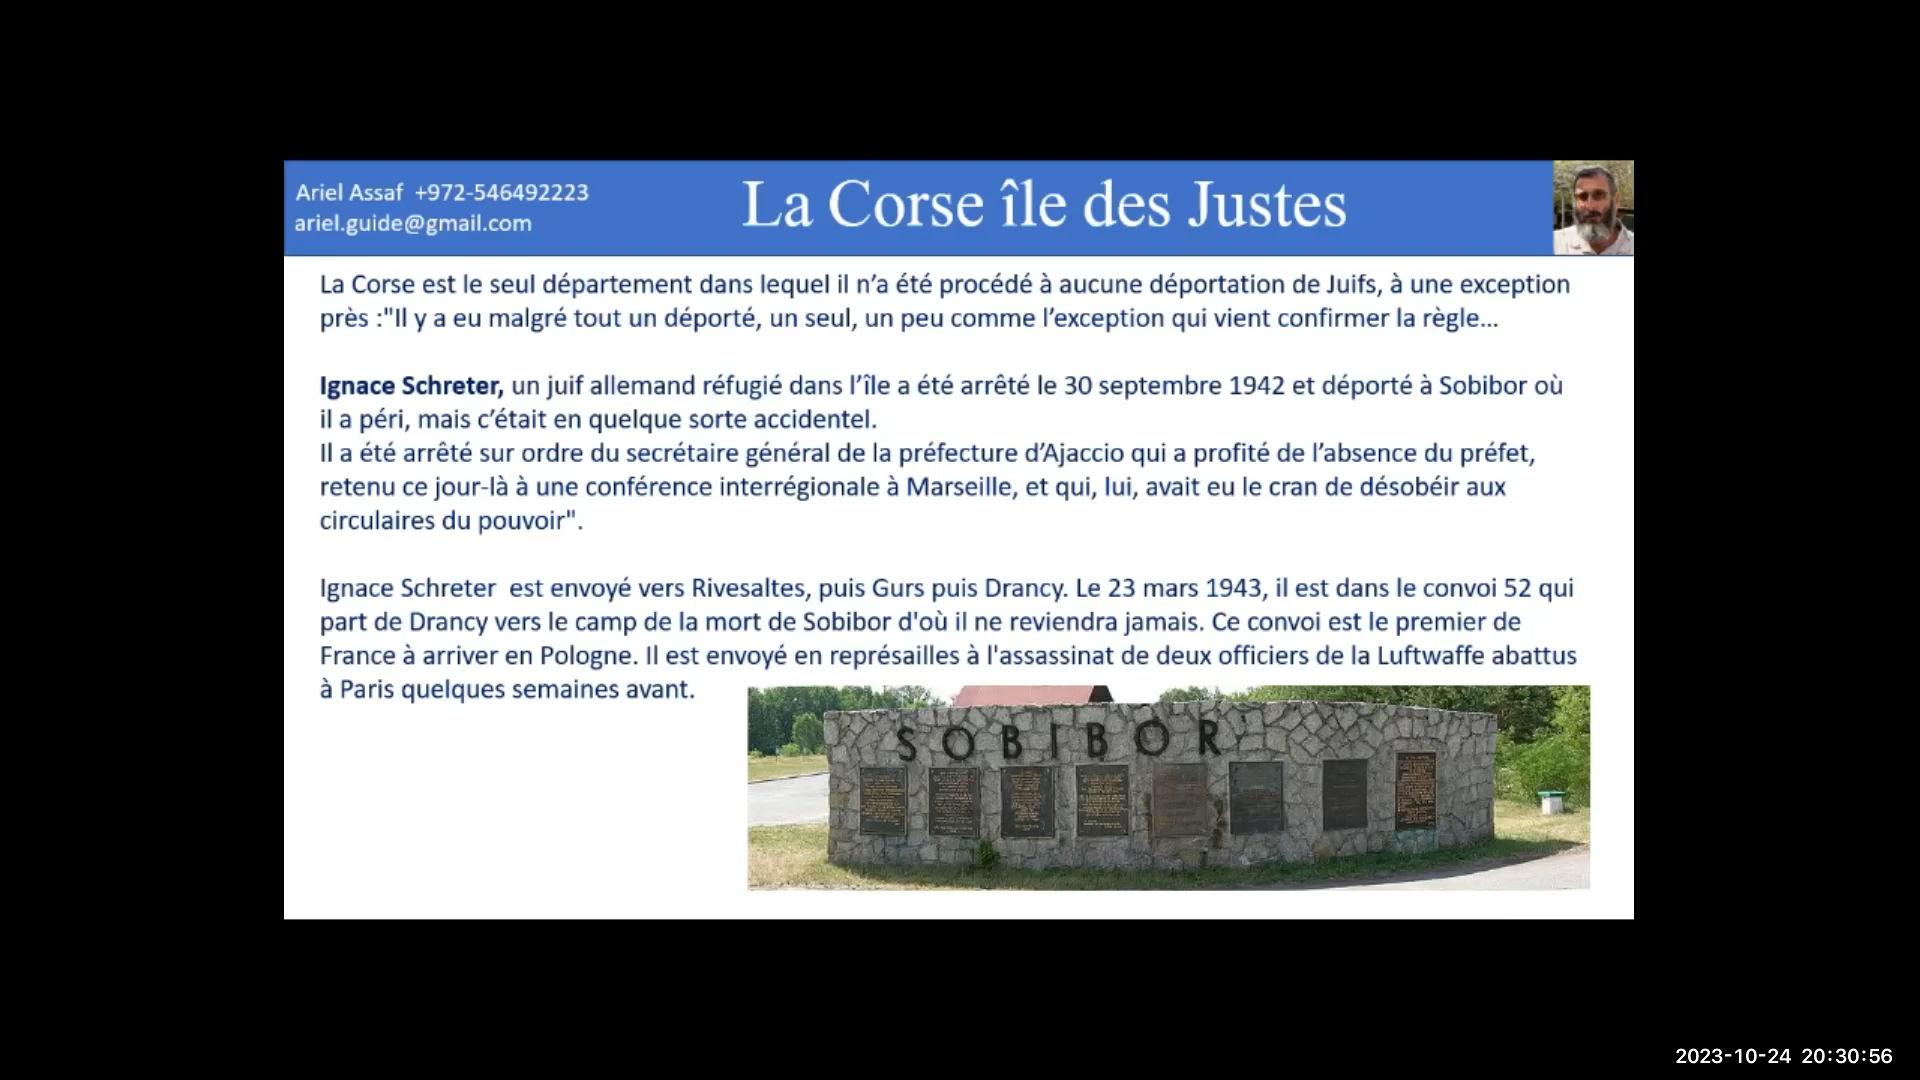 Ariel Assaf  +972-546492223
ariel.guide@gmail.com
La Corse île des Justes
La Corse est le seul département dans lequel il n’a été procédé à aucune déportation de Juifs, à une exception
près :"Il y a eu malgré tout un déporté, un seul, un peu comme l’exception qui vient confirmer la règle…
Ignace Schreter, un juif allemand réfugié dans l’île a été arrêté le 30 septembre 1942 et déporté à Sobibor où
il a péri, mais c’était en quelque sorte accidentel.
Il a été arrêté sur ordre du secrétaire général de la préfecture d’Ajaccio qui a profité de l’absence du préfet,
retenu ce jour-là à une conférence interrégionale à Marseille, et qui, lui, avait eu le cran de désobéir aux
circulaires du pouvoir".
Ignace Schreter  est envoyé vers Rivesaltes, puis Gurs puis Drancy. Le 23 mars 1943, il est dans le convoi 52 qui
part de Drancy vers le camp de la mort de Sobibor d'où il ne reviendra jamais. Ce convoi est le premier de
France à arriver en Pologne. Il est envoyé en représailles à l'assassinat de deux officiers de la Luftwaffe abattus
à Paris quelques semaines avant.
SOBIBOR
2023-10-24 20:30:56